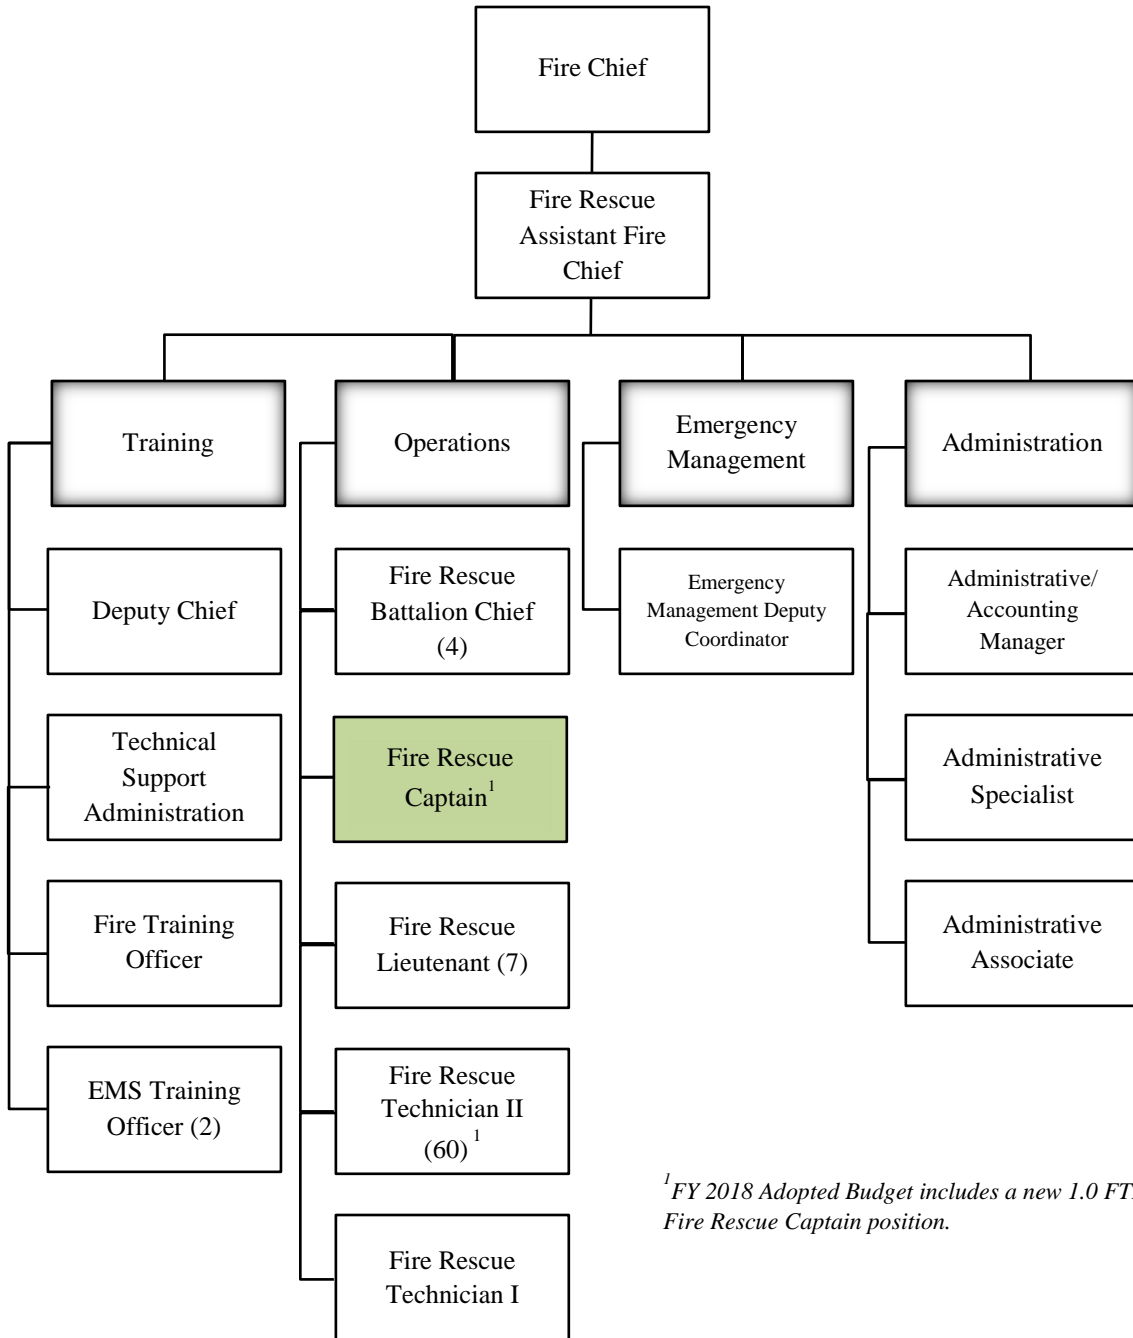 Fire Chief
Fire Rescue
Assistant Fire
Chief
Training
Operations
Emergency
Management
Administration
Deputy Chief
Fire Rescue
Battalion Chief
(4)
Emergency
Management Deputy
Coordinator
Administrative/
Accounting
Manager
Technical
Support
Administration
Fire Rescue
Captain1
Administrative
Specialist
Fire Training
Officer
Fire Rescue
Lieutenant (7)
Administrative
Associate
EMS Training
Officer (2)
Fire Rescue
Technician II
(60) 1
Fire Rescue
Technician I
1FY 2018 Adopted Budget includes a new 1.0
Fire Rescue Captain position.